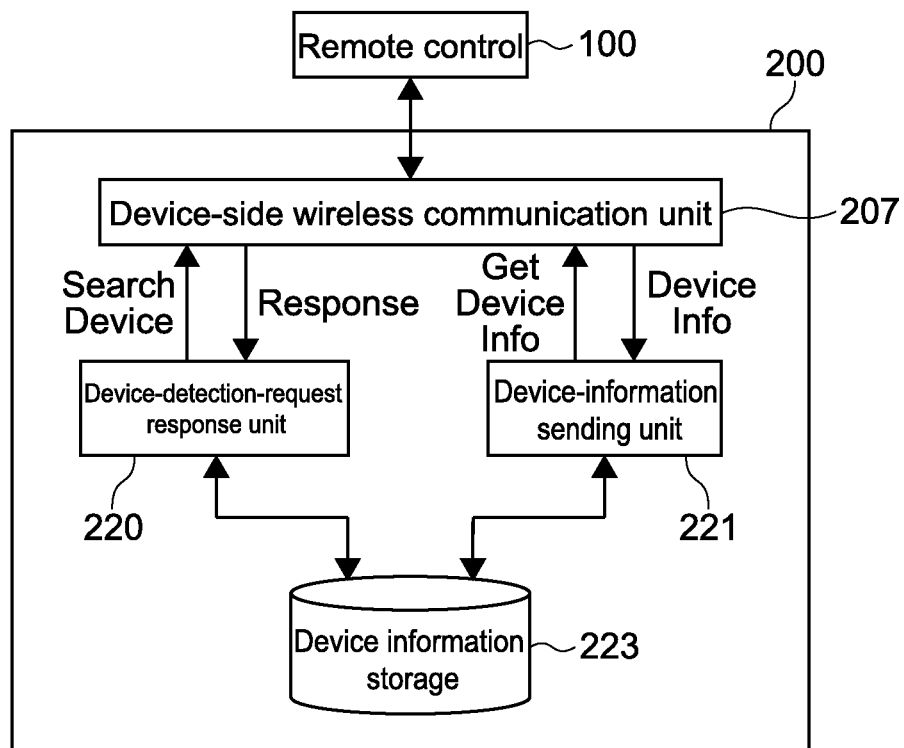 Remote control
100
200
Device-side wireless communication unit
207
Search
Device
Response
Get
Device
Info
Device
Info
Device-detection-request
response unit
Device-information
sending unit
220
221
Device information
storage
223